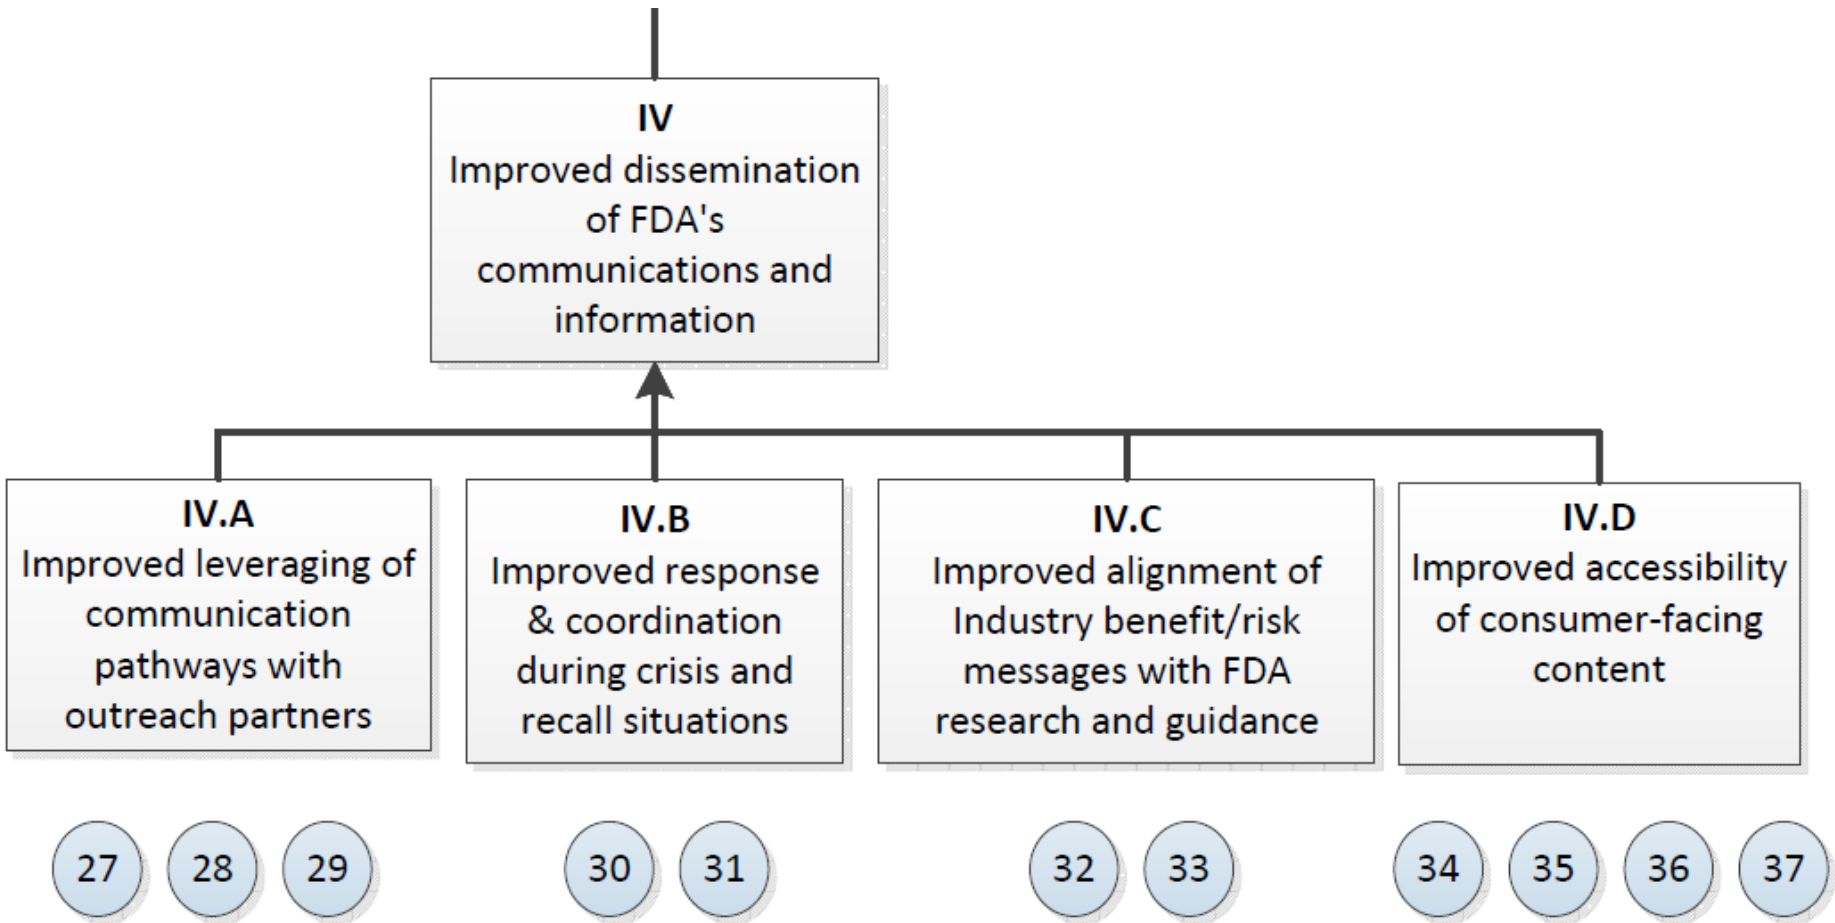 IV
Improved dissemination
of FDA's
communications and
information
IV.A
Improved leveraging of
communication
pathways with
outreach partners
IV.B
Improved response
& coordination
during crisis and
recall situations
IV.C
Improved alignment of
Industry benefit/risk
messages with FDA
research and guidance
IV.D
Improved accessibility
of consumer-facing
content
27 28 29 30 31 32 33 34 35 36 37